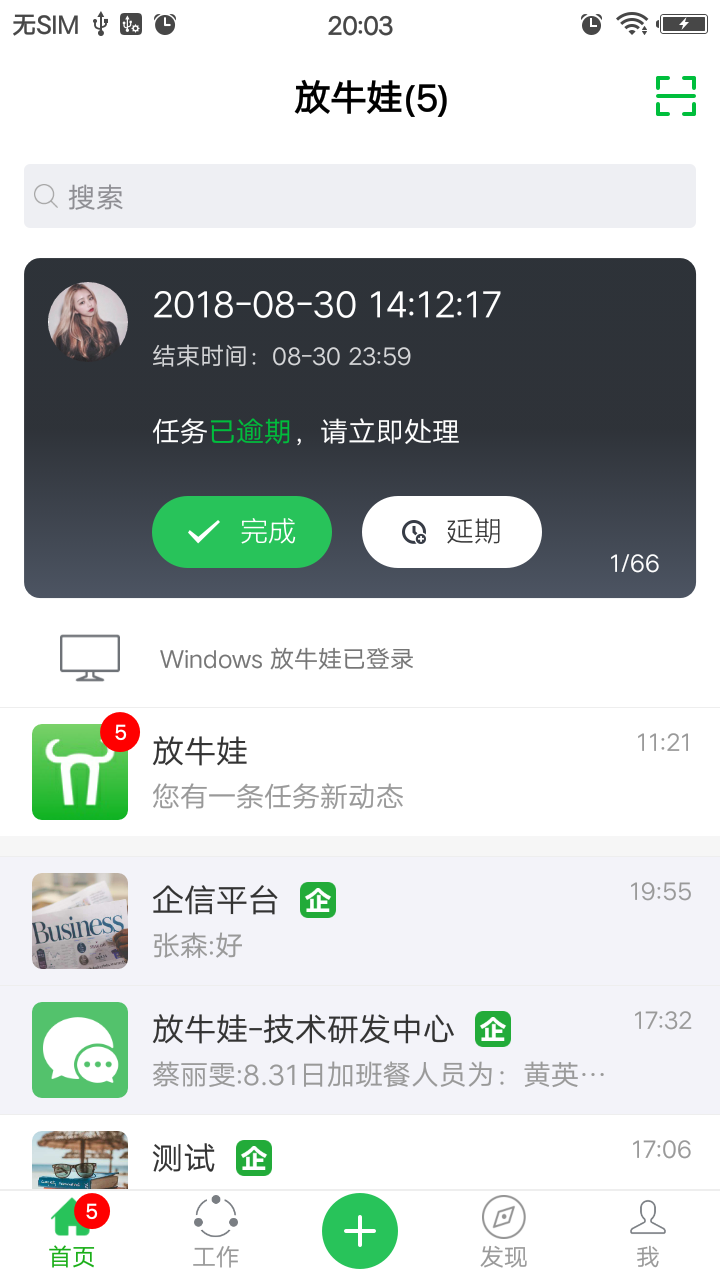 无SIM 20:03
放牛娃(5)
搜索
2018-08-30 14:12:17
结束时间：08-30 23:59
任务已逾期，请立即处理
完成 延期
1/66
Windows 放牛娃已登录
5
放牛娃 11:21
您有一条任务新动态
Business
企信平台 企 19:55
张森:好
放牛娃-技术研发中心 企 17:32
蔡丽雯:8.31日加班餐人员为：黄英…
测试 企 17:06
5
首页 工作 发现 我